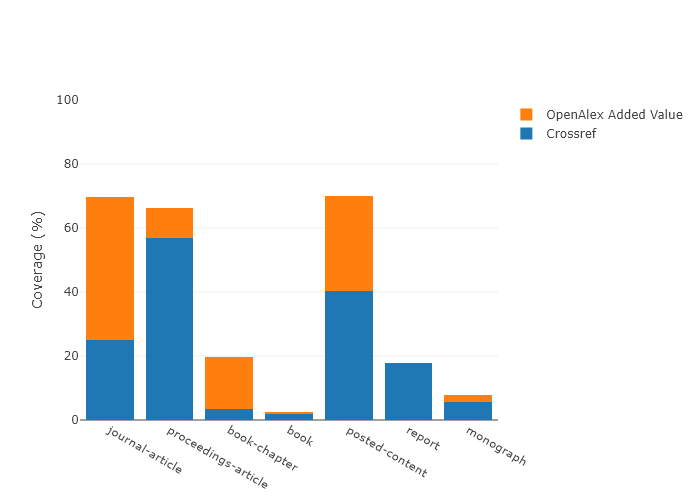 100
80
60
40
20
0
Coverage (%)
journal-article
proceedings-article
book-chapter
book
posted-content
report
monograph
OpenAlex Added Value
Crossref